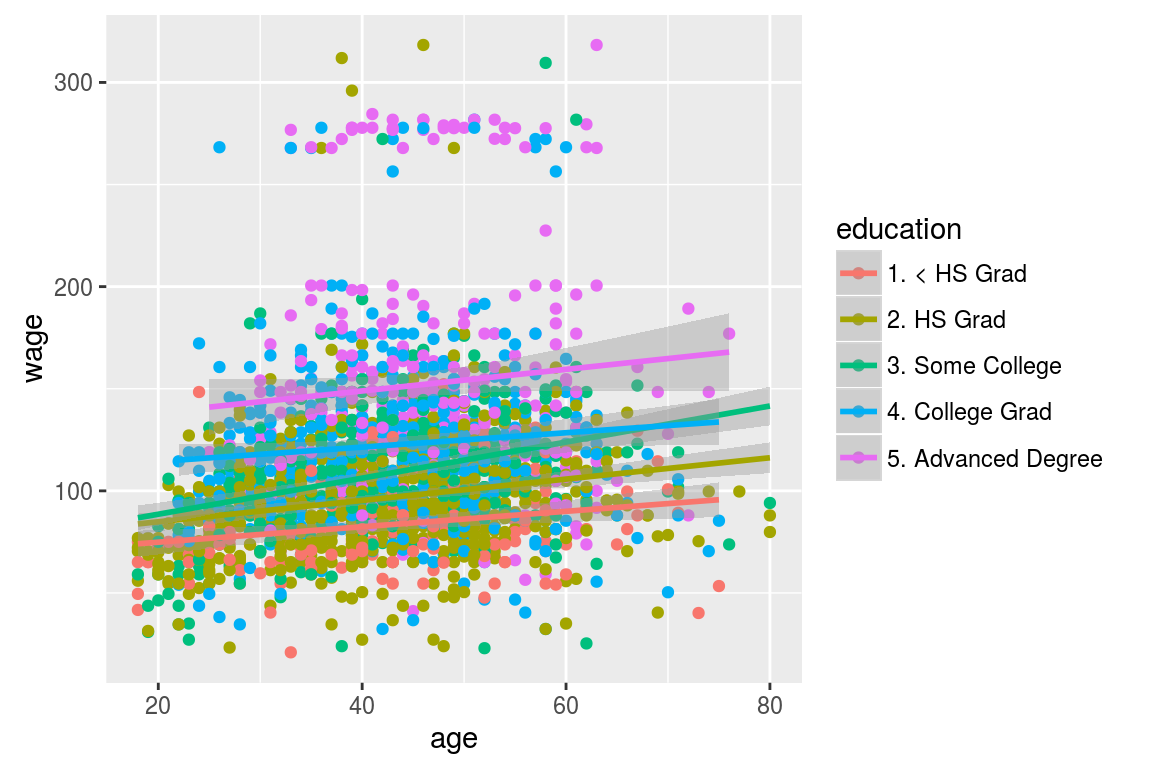 300
200
100
wage
20 40 60 80
age
education
1. < HS Grad
2. HS Grad
3. Some College
4. College Grad
5. Advanced Degree